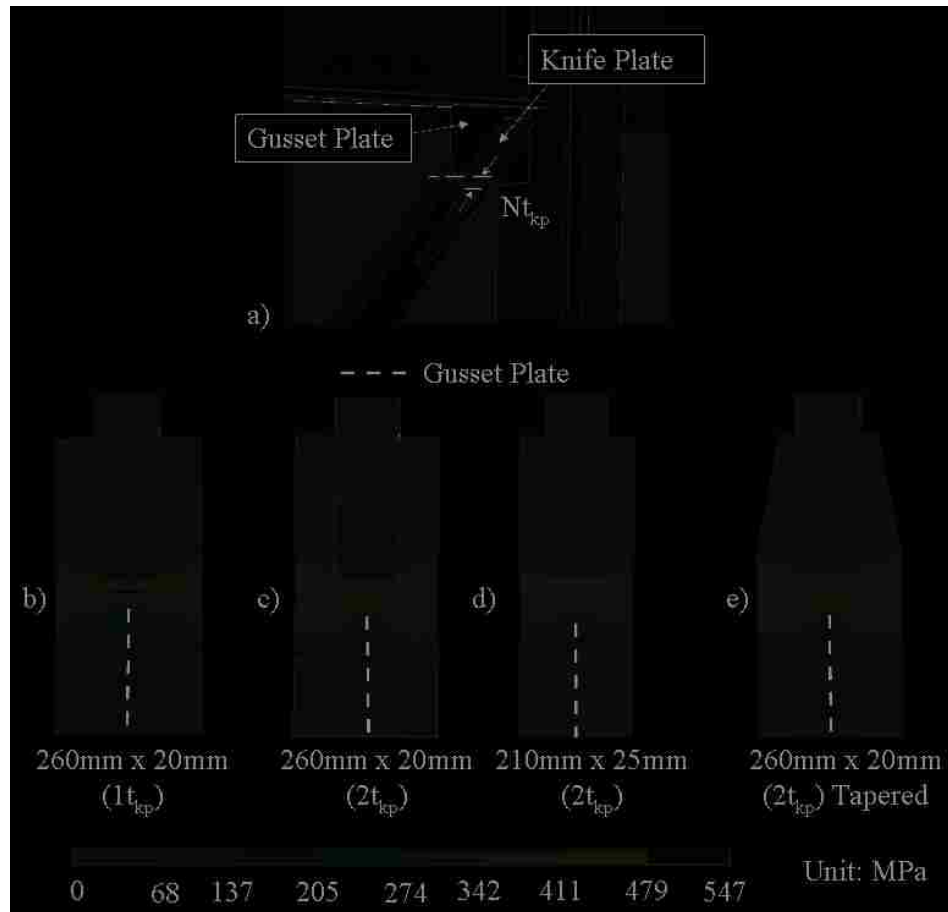 Knife Plate
Gusset Plate
Nt_kp
a)
Gusset Plate
b)
c)
d)
e)
260mm x 20mm
(1t_kp)
260mm x 20mm
(2t_kp)
210mm x 25mm
(2t_kp)
260mm x 20mm
(2t_kp) Tapered
0 68 137 205 274 342 411 479 547
Unit: MPa